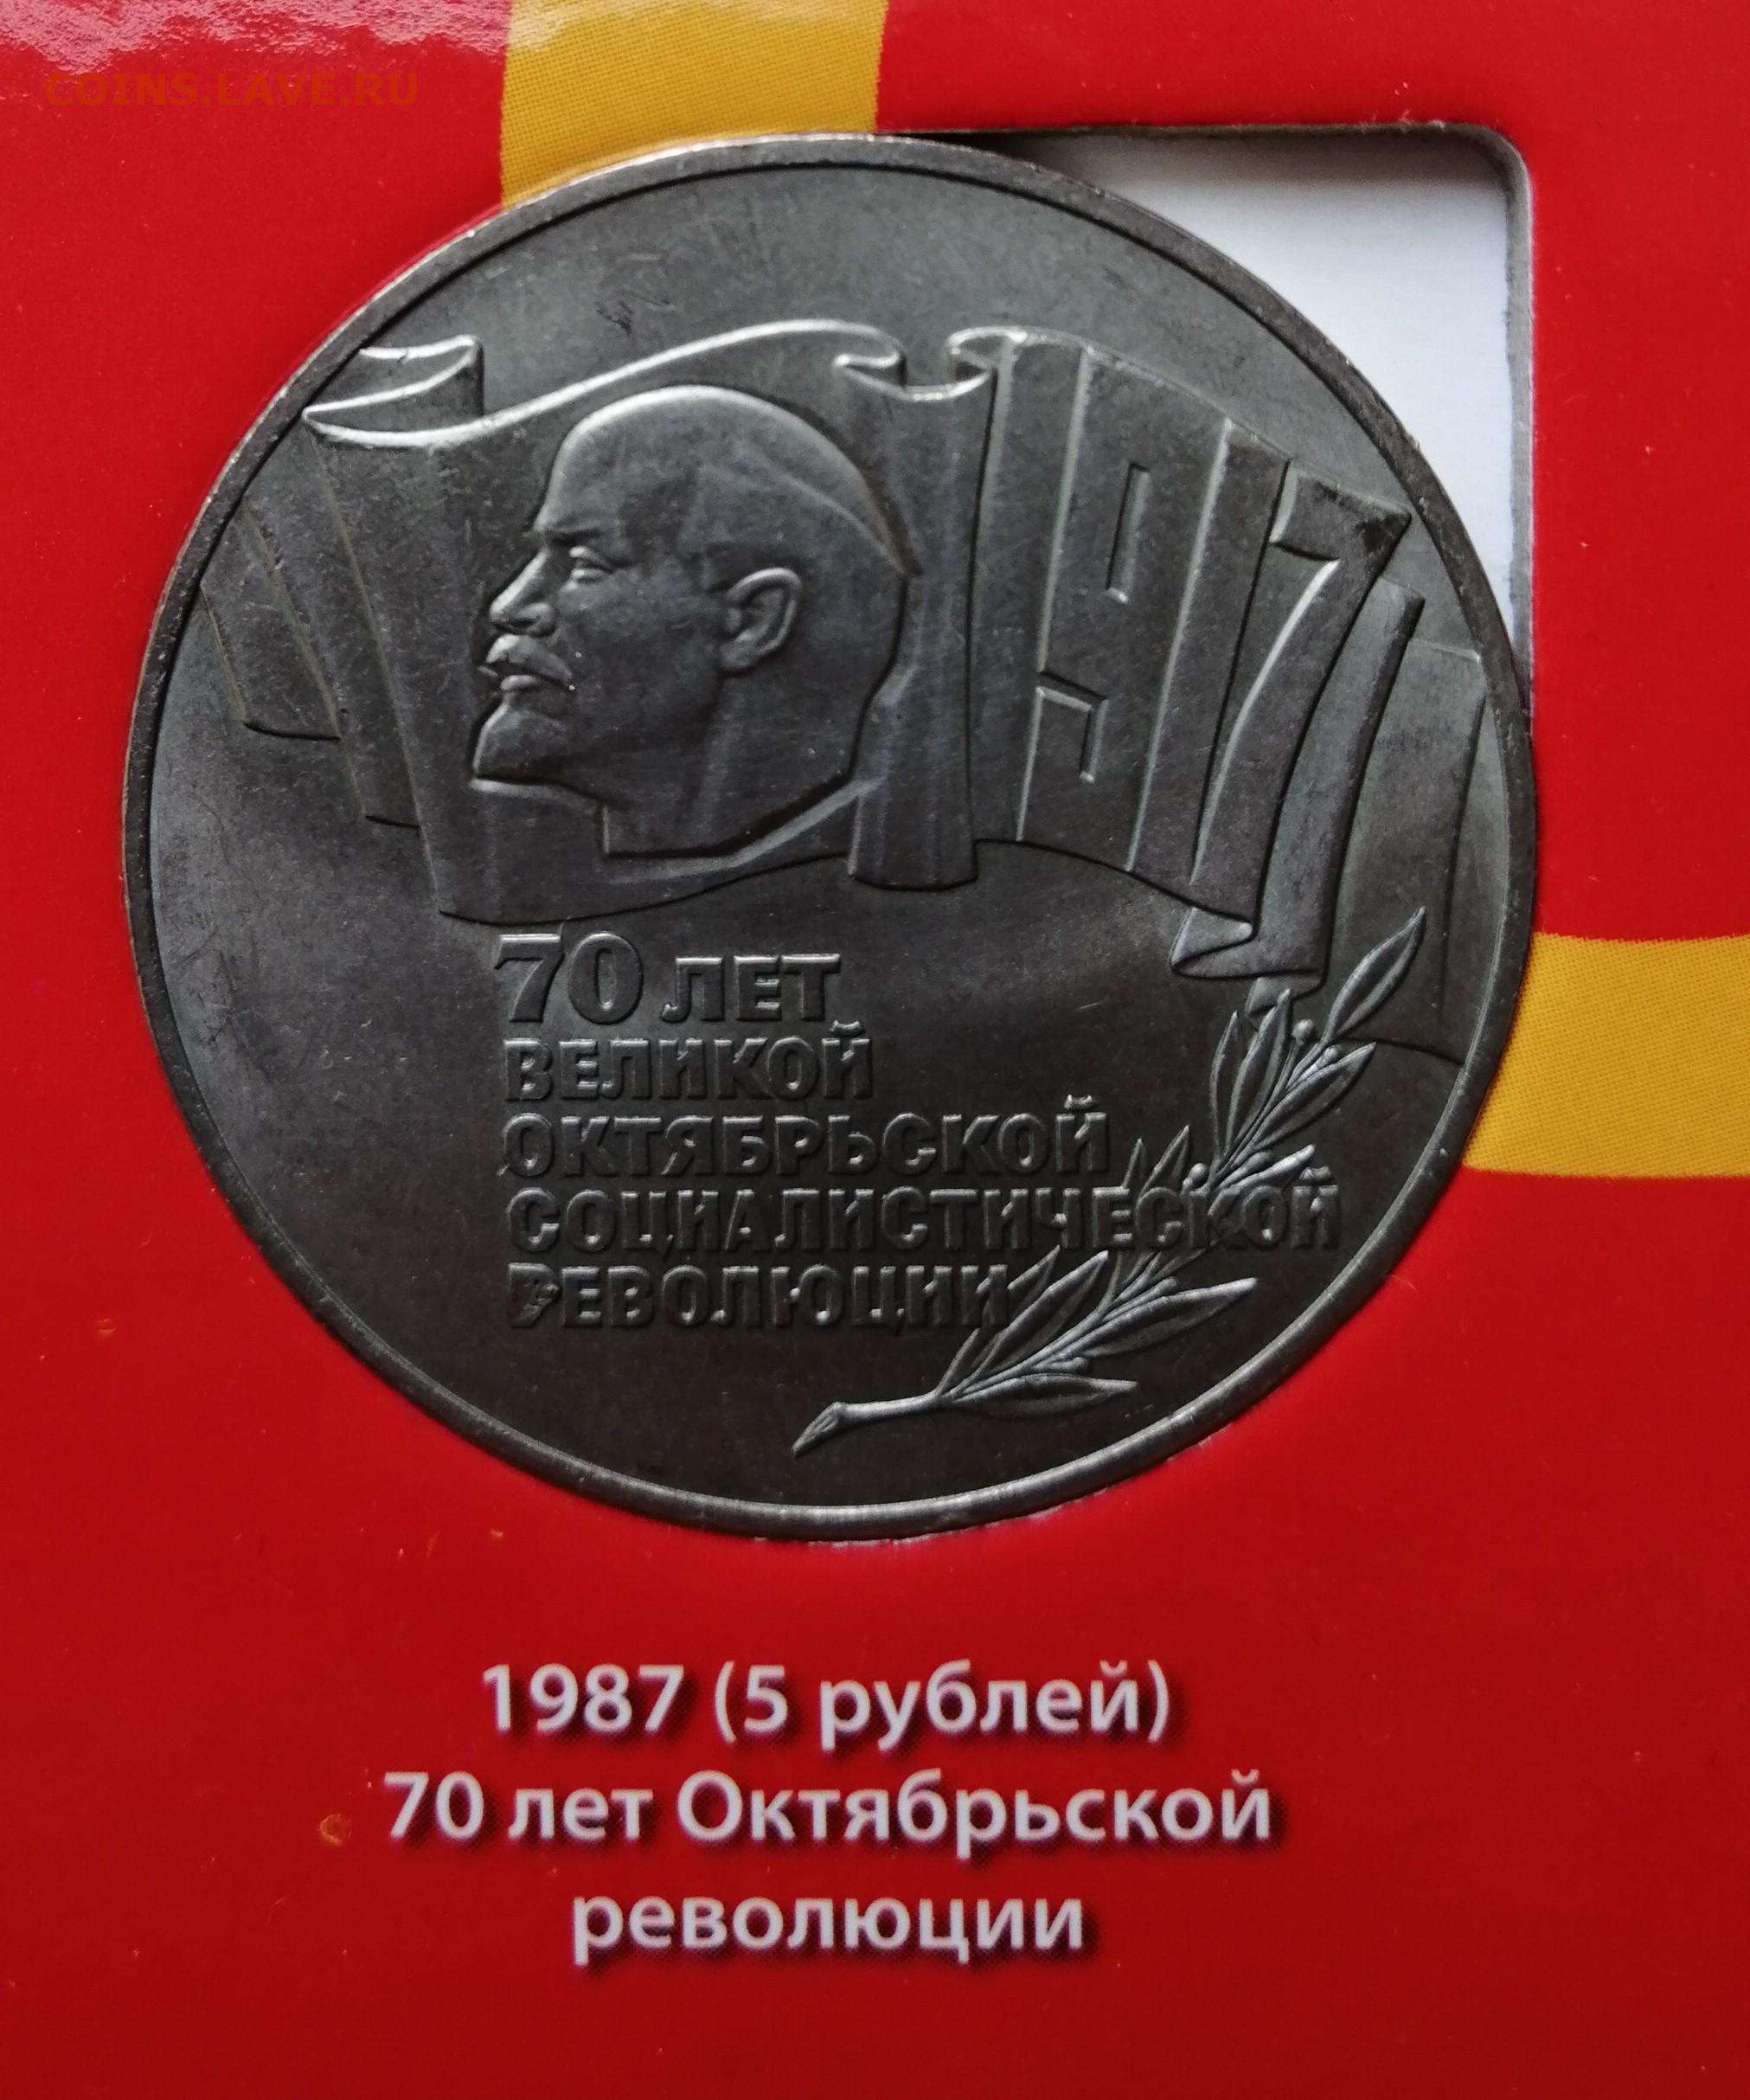 COINS.LAVE.RU
1917
70 ЛЕТ
ВЕЛИКОЙ
ОКТЯБРЬСКОЙ
СОЦИАЛИСТИЧЕСКОЙ
РЕВОЛЮЦИИ
1987 (5 рублей)
70 лет Октябрьской
революции